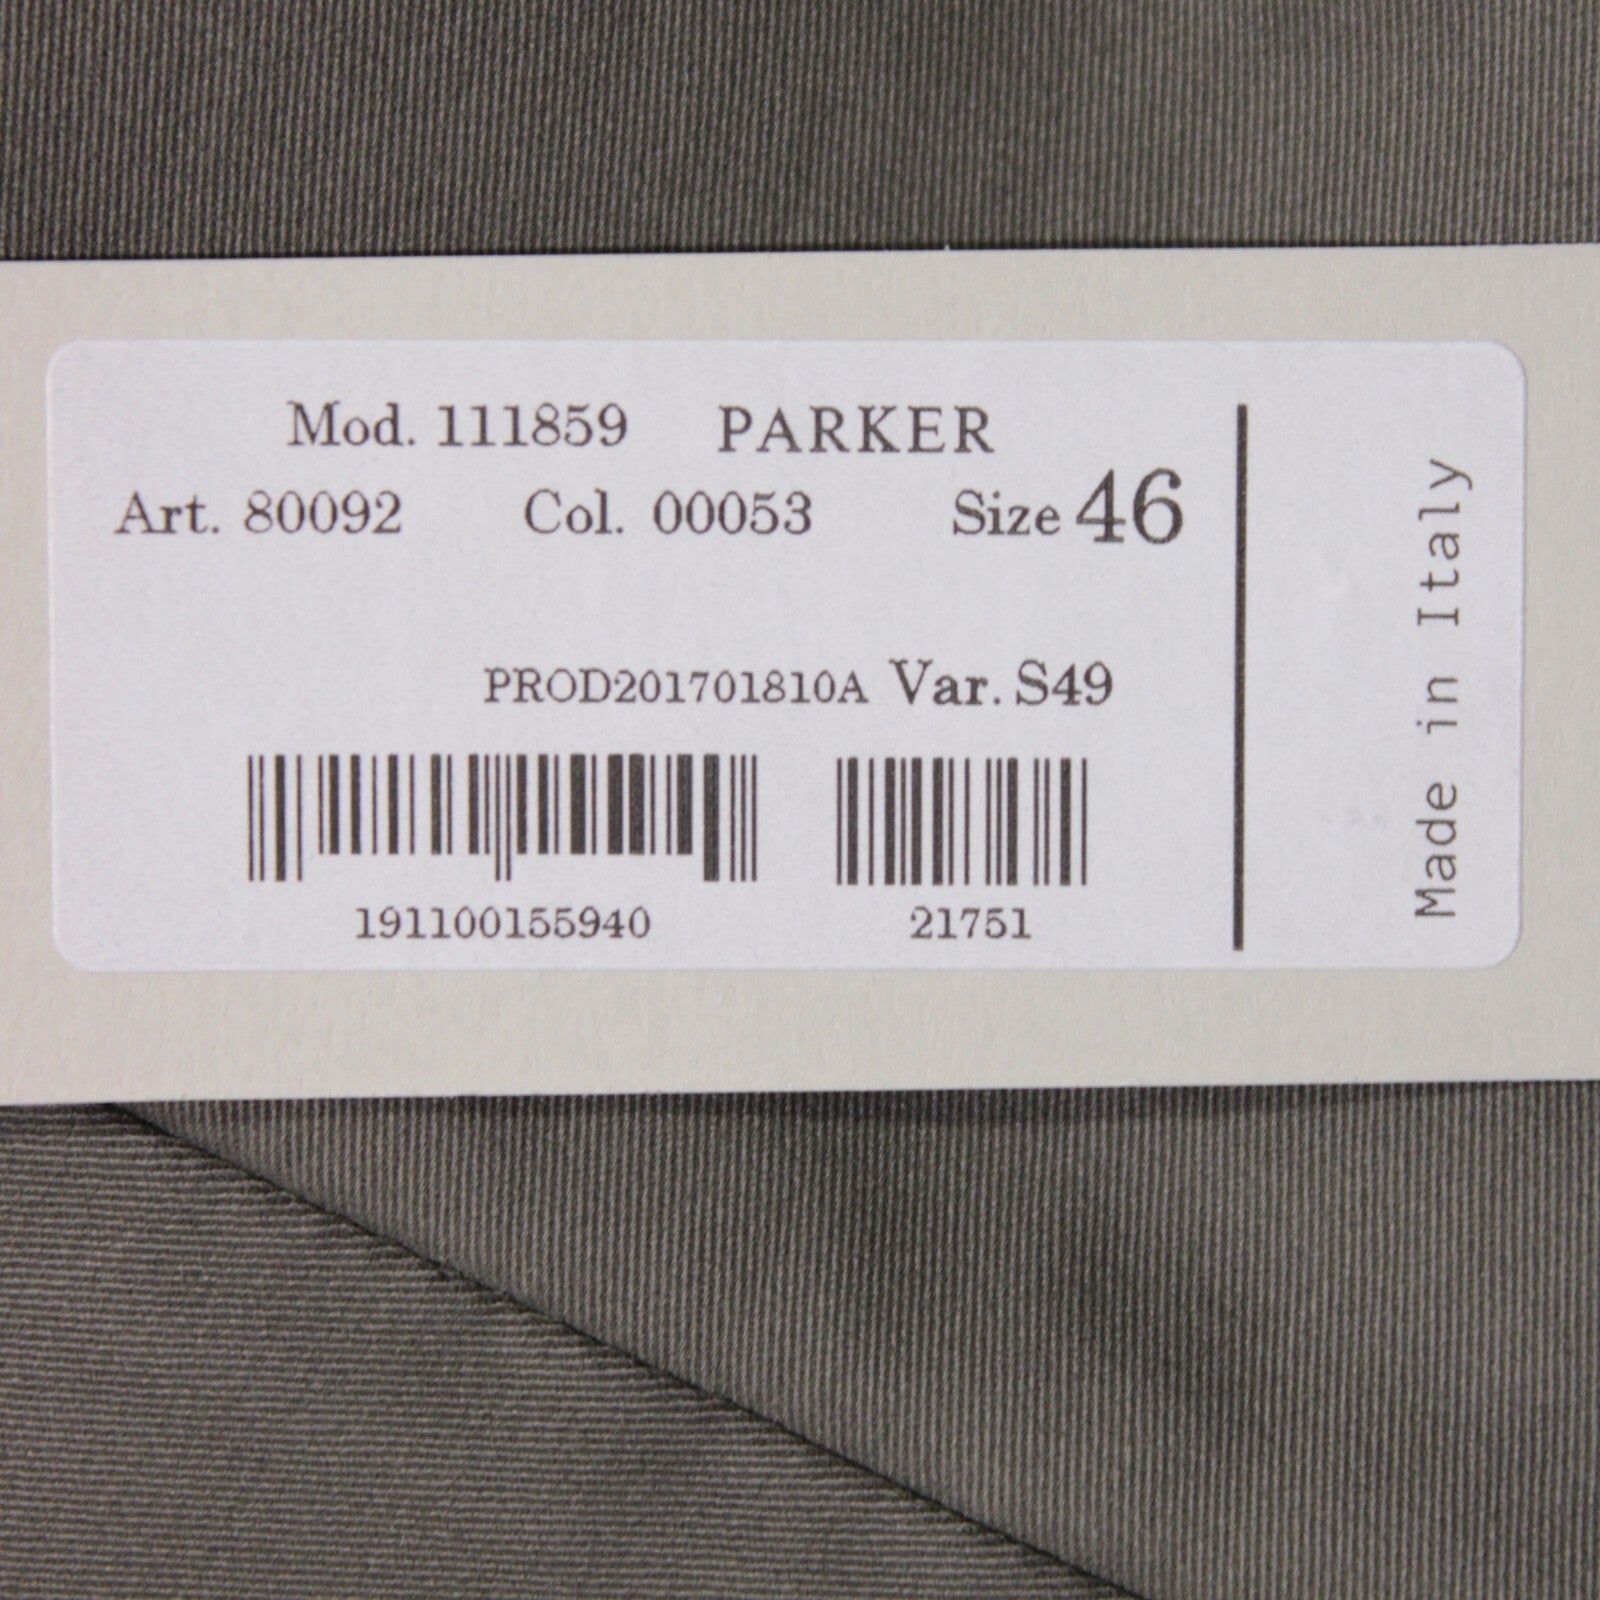 Mod. 111859 PARKER
Art. 80092 Col. 00053 Size 46
PROD201701810A Var. S49
191100155940 21751
Made in Italy